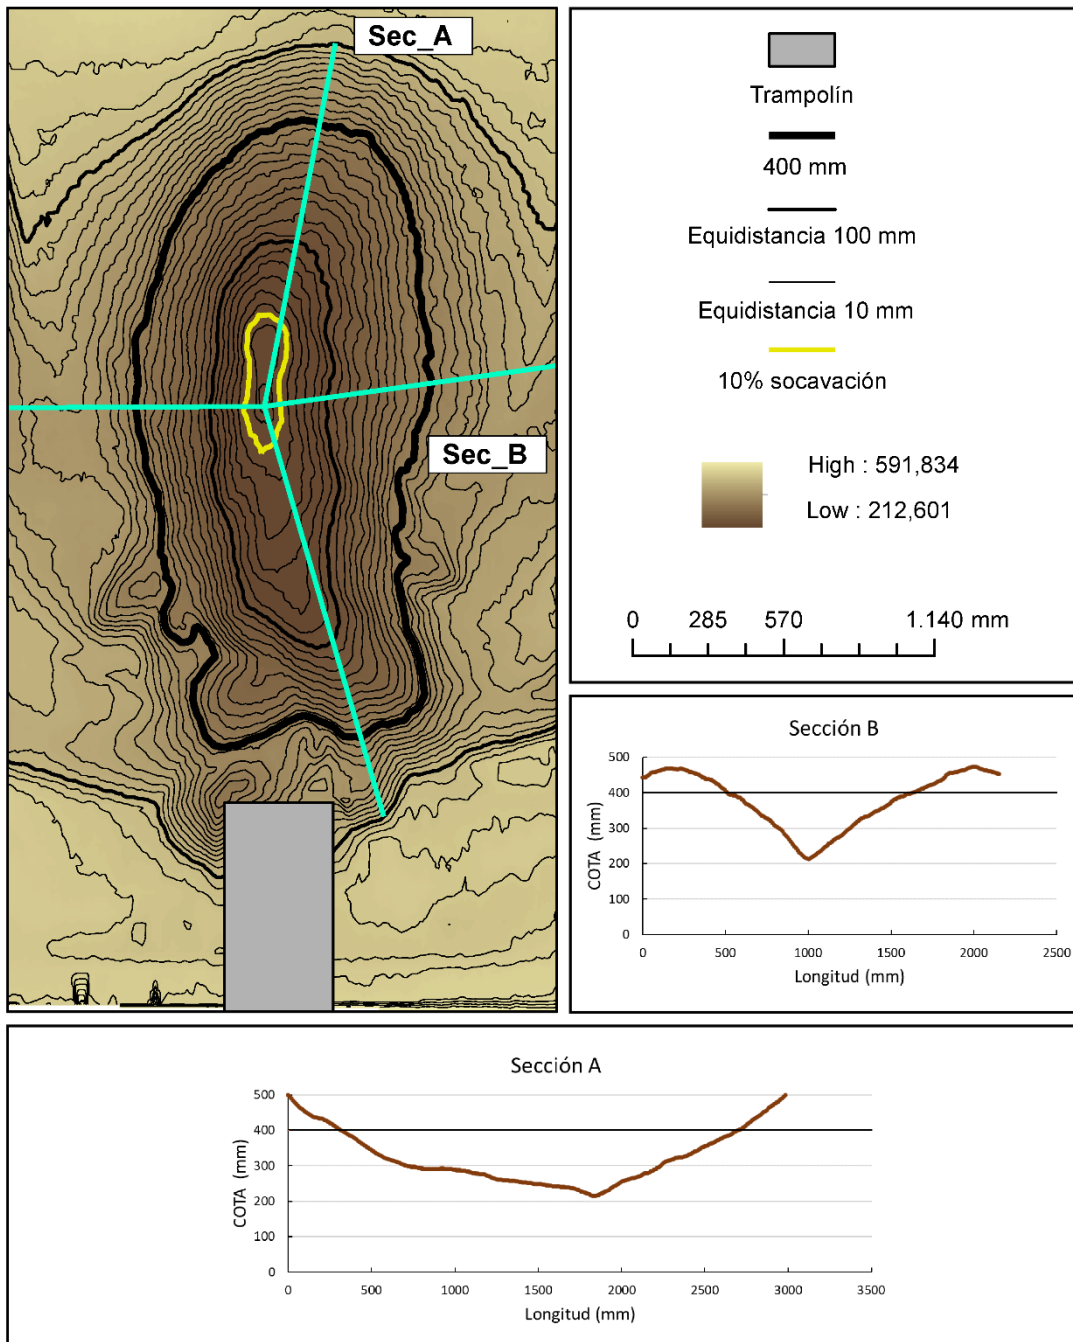 Sec_A
Sec_B
Trampolín
400 mm
Equidistancia 100 mm
Equidistancia 10 mm
10% socavación
High : 591,834
Low : 212,601
0 285 570 1.140 mm
Sección B
500
400
300
200
100
0
COTA (mm)
0 500 1000 1500 2000 2500
Longitud (mm)
Sección A
500
400
300
200
100
0
COTA (mm)
0 500 1000 1500 2000 2500 3000 3500
Longitud (mm)